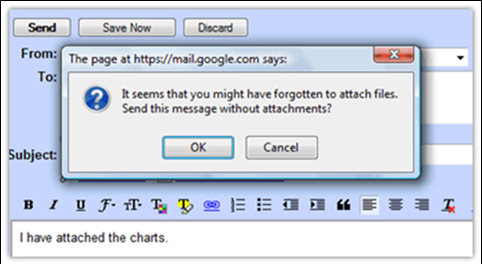 Send Save Now Discard
From:
The page at https://mail.google.com says:
To:
It seems that you might have forgotten to attach files.
Send this message without attachments?
OK Cancel
Subject:
B I U F TT T T
I have attached the charts.